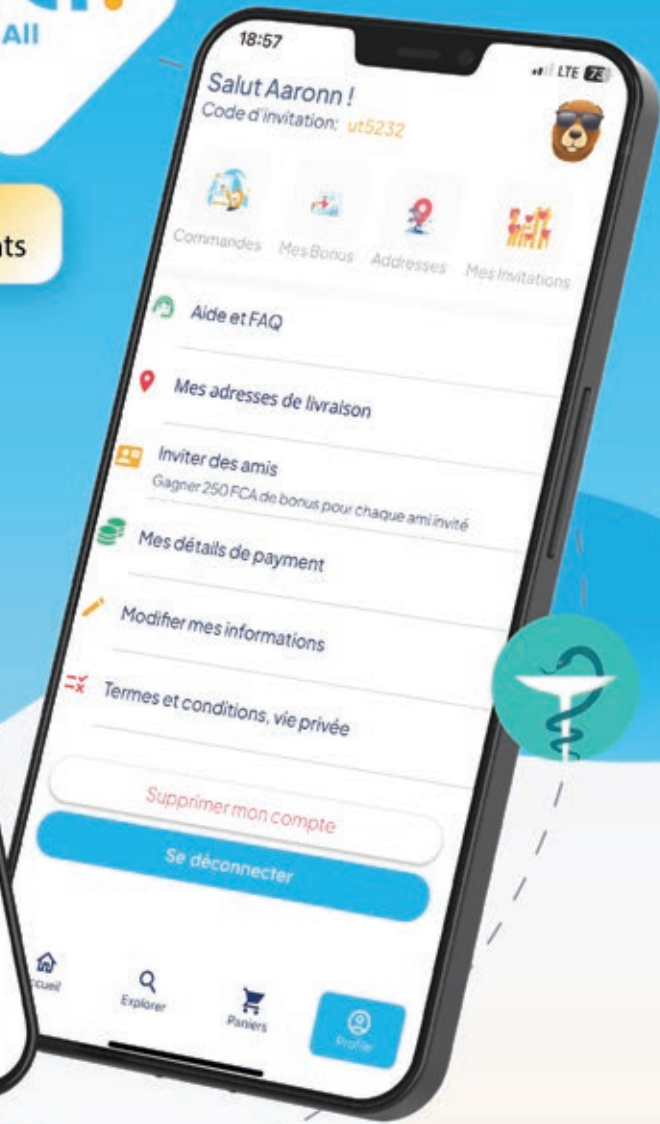 All
18:57
LTE 73
Salut Aaronn !
Code d'invitation: ut5232
Commandes Mes Bonus Addresses Mes Invitations
Aide et FAQ
Mes adresses de livraison
Inviter des amis
Gagner 250 FCA de bonus pour chaque ami invité
Mes détails de payment
Modifier mes informations
Termes et conditions, vie privée
Supprimer mon compte
Se déconnecter
Explorer Paniers Profile